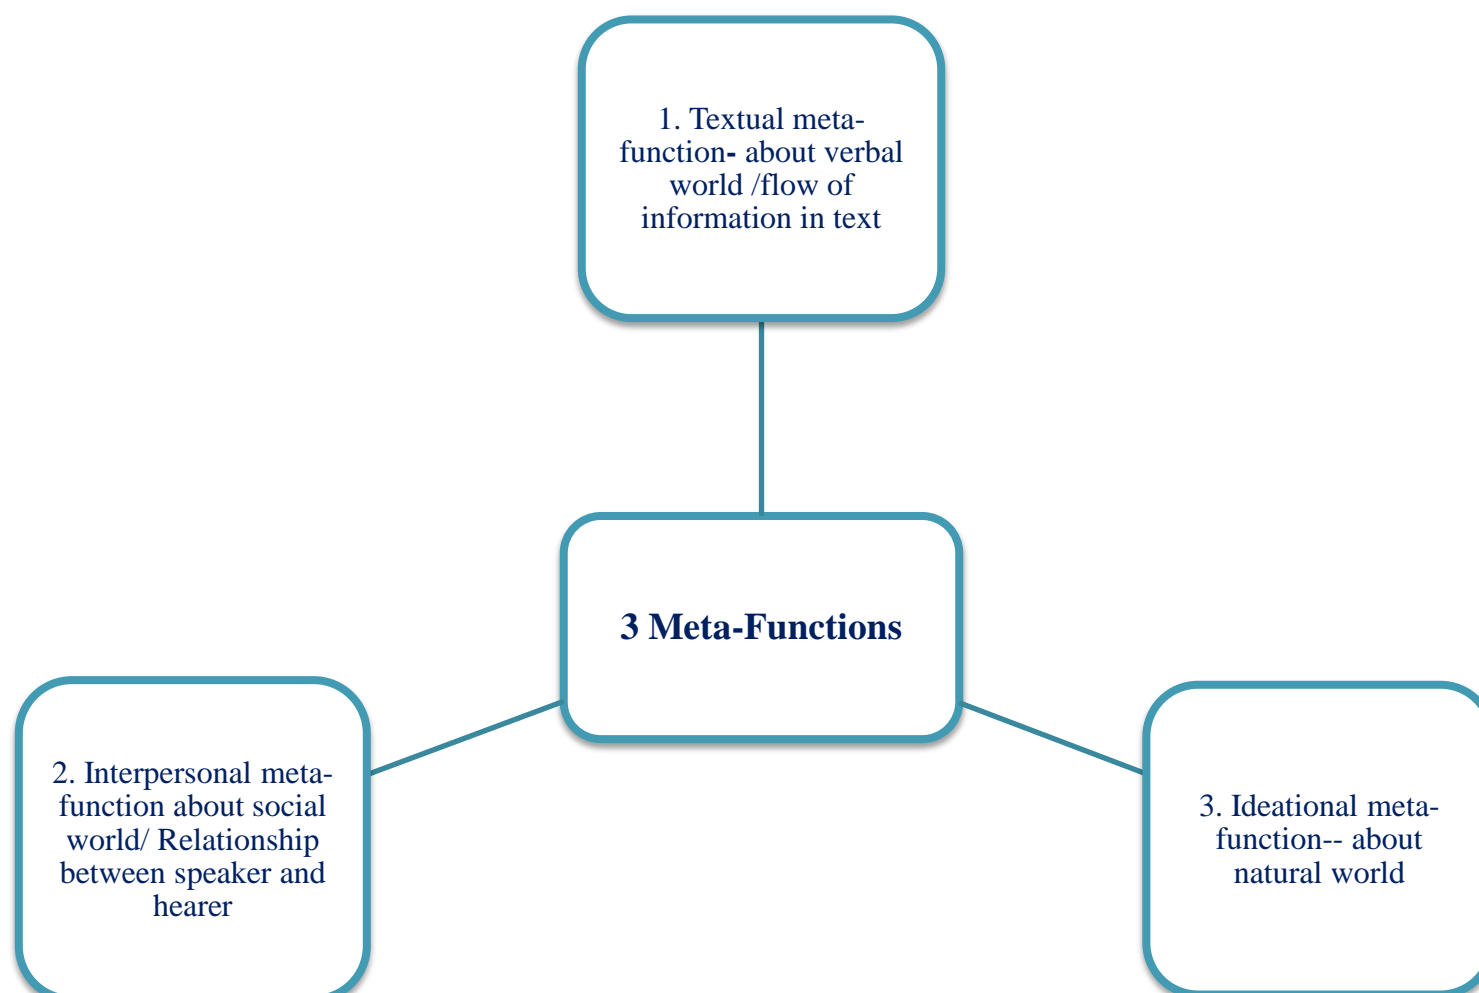 1. Textual meta-
function- about verbal
world /flow of
information in text
3 Meta-Functions
2. Interpersonal meta-
function about social
world/ Relationship
between speaker and
hearer
3. Ideational meta-
function-- about
natural world